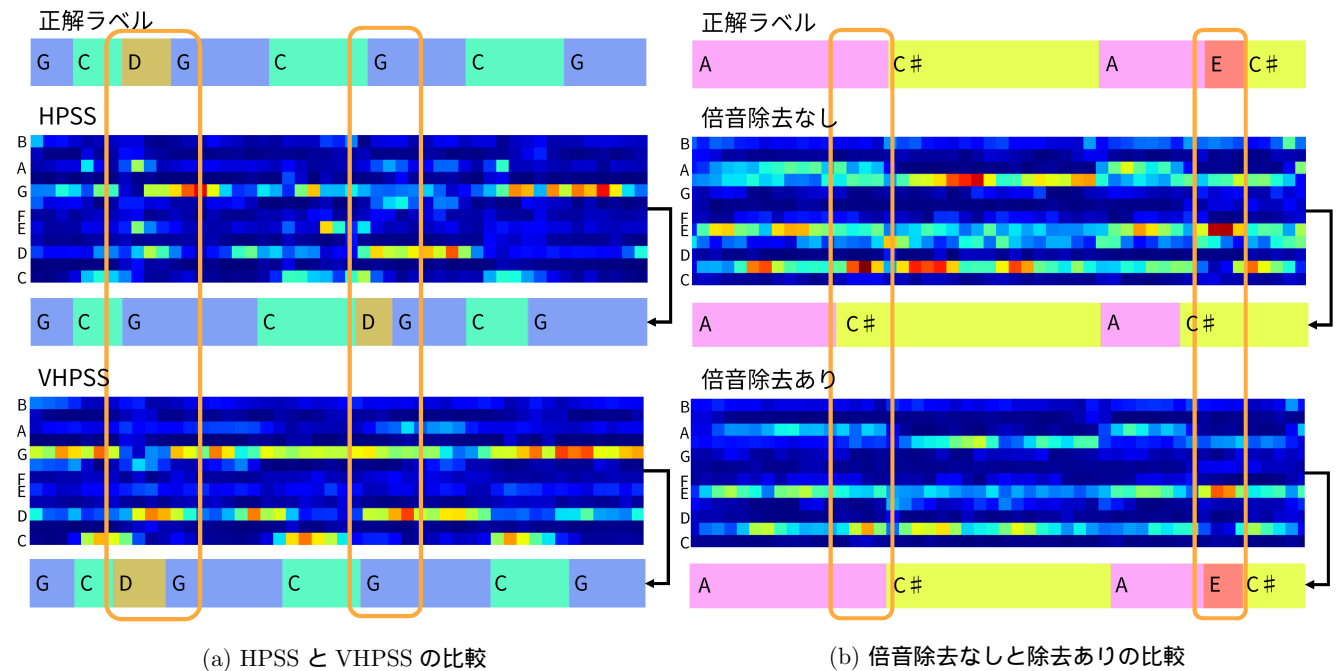 正解ラベル
G C D G C G C G
HPSS
B
A
G
F
E
D
C
G C G C D G C G
VHPSS
B
A
G
F
E
D
C
G C D G C G C G
(a) HPSS と VHPSS の比較
正解ラベル
A C♯ A E C♯
倍音除去なし
B
A
G
F
E
D
C
A C♯ A C♯
倍音除去あり
B
A
G
F
E
D
C
A C♯ A E C♯
(b) 倍音除去なしと除去ありの比較